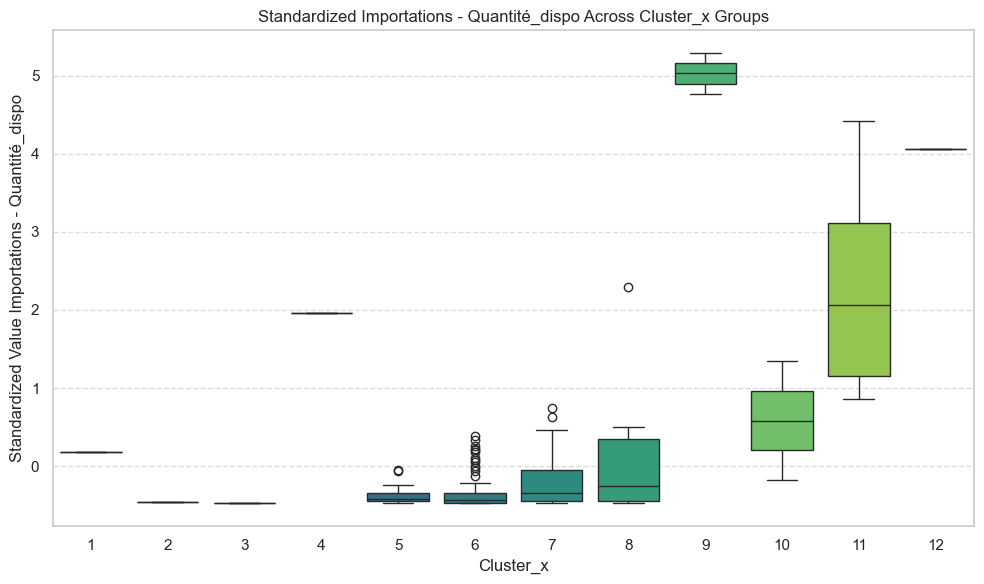 Standardized Importations - Quantité_dispo Across Cluster_x Groups
Standardized Value Importations - Quantité_dispo
5
4
3
2
1
0
1 2 3 4 5 6 7 8 9 10 11 12
Cluster_x